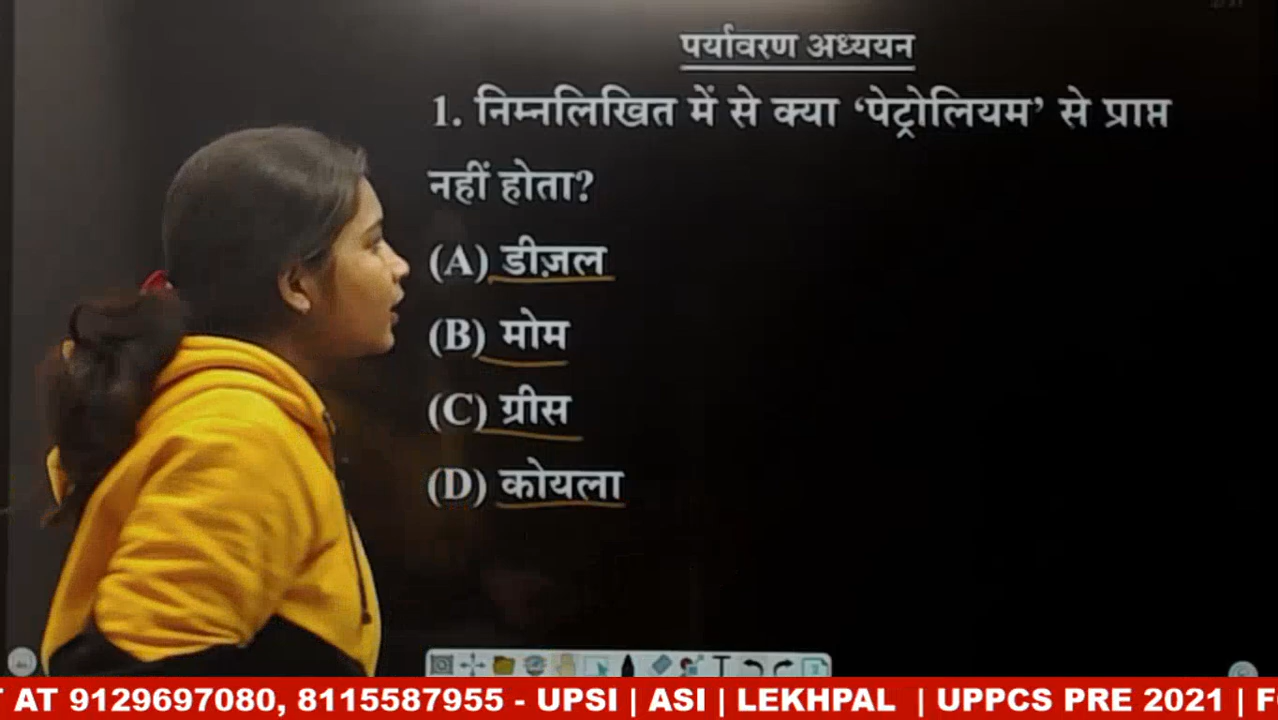 पर्यावरण अध्ययन
1. निम्नलिखित में से क्या ‘पेट्रोलियम’ से प्राप्त
नहीं होता?
(A) डीज़ल
(B) मोम
(C) ग्रीस
(D) कोयला
AT 9129697080, 8115587955 - UPSI | ASI | LEKHPAL | UPPCS PRE 2021 |